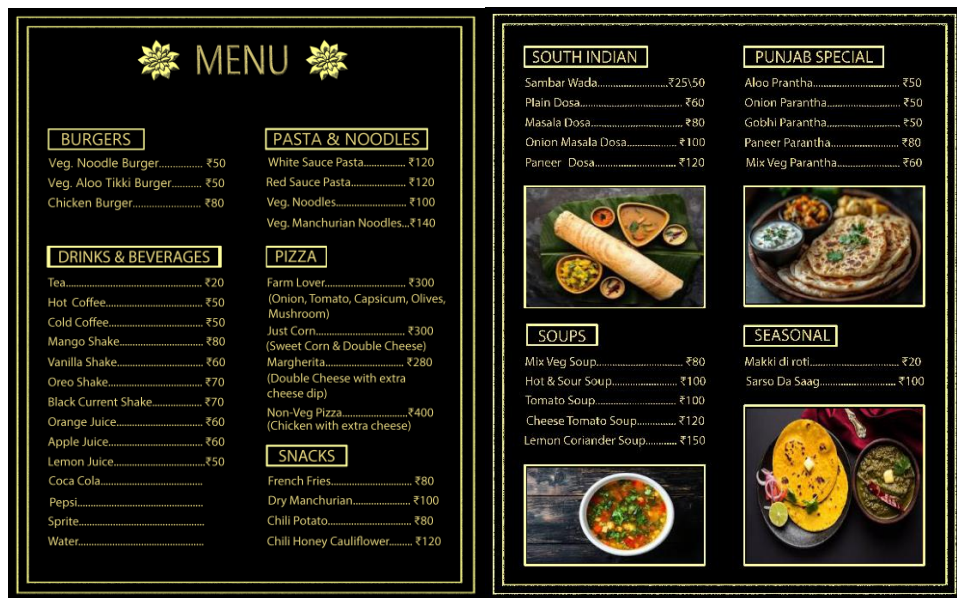 MENU
BURGERS
Veg. Noodle Burger............... ₹50
Veg. Aloo Tikki Burger.......... ₹50
Chicken Burger....................... ₹80
DRINKS & BEVERAGES
Tea.............................................. ₹20
Hot Coffee................................ ₹50
Cold Coffee................................ ₹50
Mango Shake............................ ₹80
Vanilla Shake............................. ₹60
Oreo Shake................................ ₹70
Black Current Shake................. ₹70
Orange Juice............................. ₹60
Apple Juice................................ ₹60
Lemon Juice...............................₹50
Coca Cola...................................
Pepsi..........................................
Sprite..........................................
Water..........................................
PASTA & NOODLES
White Sauce Pasta.............. ₹120
Red Sauce Pasta.................. ₹120
Veg. Noodles........................ ₹100
Veg. Manchurian Noodles...₹140
PIZZA
Farm Lover........................... ₹300
(Onion, Tomato, Capsicum, Olives,
Mushroom)
Just Corn.............................. ₹300
(Sweet Corn & Double Cheese)
Margherita........................... ₹280
(Double Cheese with extra
cheese dip)
Non-Veg Pizza......................₹400
(Chicken with extra cheese)
SNACKS
French Fries........................... ₹80
Dry Manchurian.................... ₹100
Chili Potato............................ ₹80
Chili Honey Cauliflower........ ₹120
SOUTH INDIAN
Sambar Wada........................₹25\50
Plain Dosa................................... ₹60
Masala Dosa............................... ₹80
Onion Masala Dosa................. ₹100
Paneer Dosa............................ ₹120
SOUPS
Mix Veg Soup............................. ₹80
Hot & Sour Soup...................... ₹100
Tomato Soup........................... ₹100
Cheese Tomato Soup............. ₹120
Lemon Coriander Soup........... ₹150
PUNJAB SPECIAL
Aloo Prantha............................. ₹50
Onion Parantha......................... ₹50
Gobhi Parantha.........................₹50
Paneer Parantha....................... ₹80
Mix Veg Parantha..................... ₹60
SEASONAL
Makki di roti.............................. ₹20
Sarso Da Saag.......................... ₹100